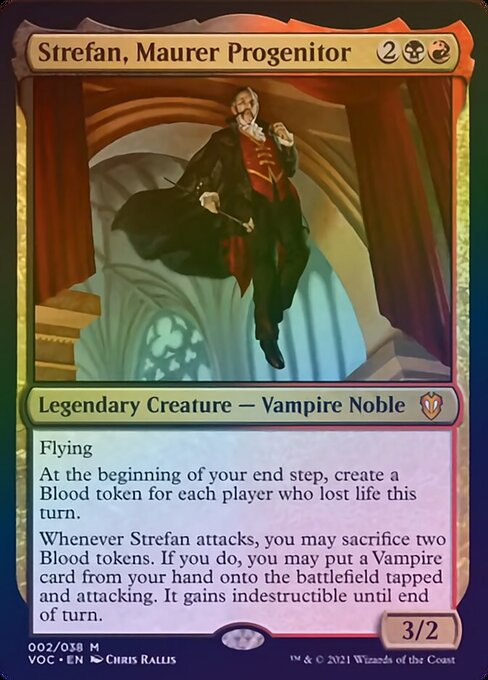 Strefan, Maurer Progenitor 2
Legendary Creature — Vampire Noble
Flying
At the beginning of your end step, create a
Blood token for each player who lost life this
turn.
Whenever Strefan attacks, you may sacrifice two
Blood tokens. If you do, you may put a Vampire
card from your hand onto the battlefield tapped
and attacking. It gains indestructible until end
of turn.
3/2
002/038 M
VOC • EN Chris Rallis
™ & © 2021 Wizards of the Coast